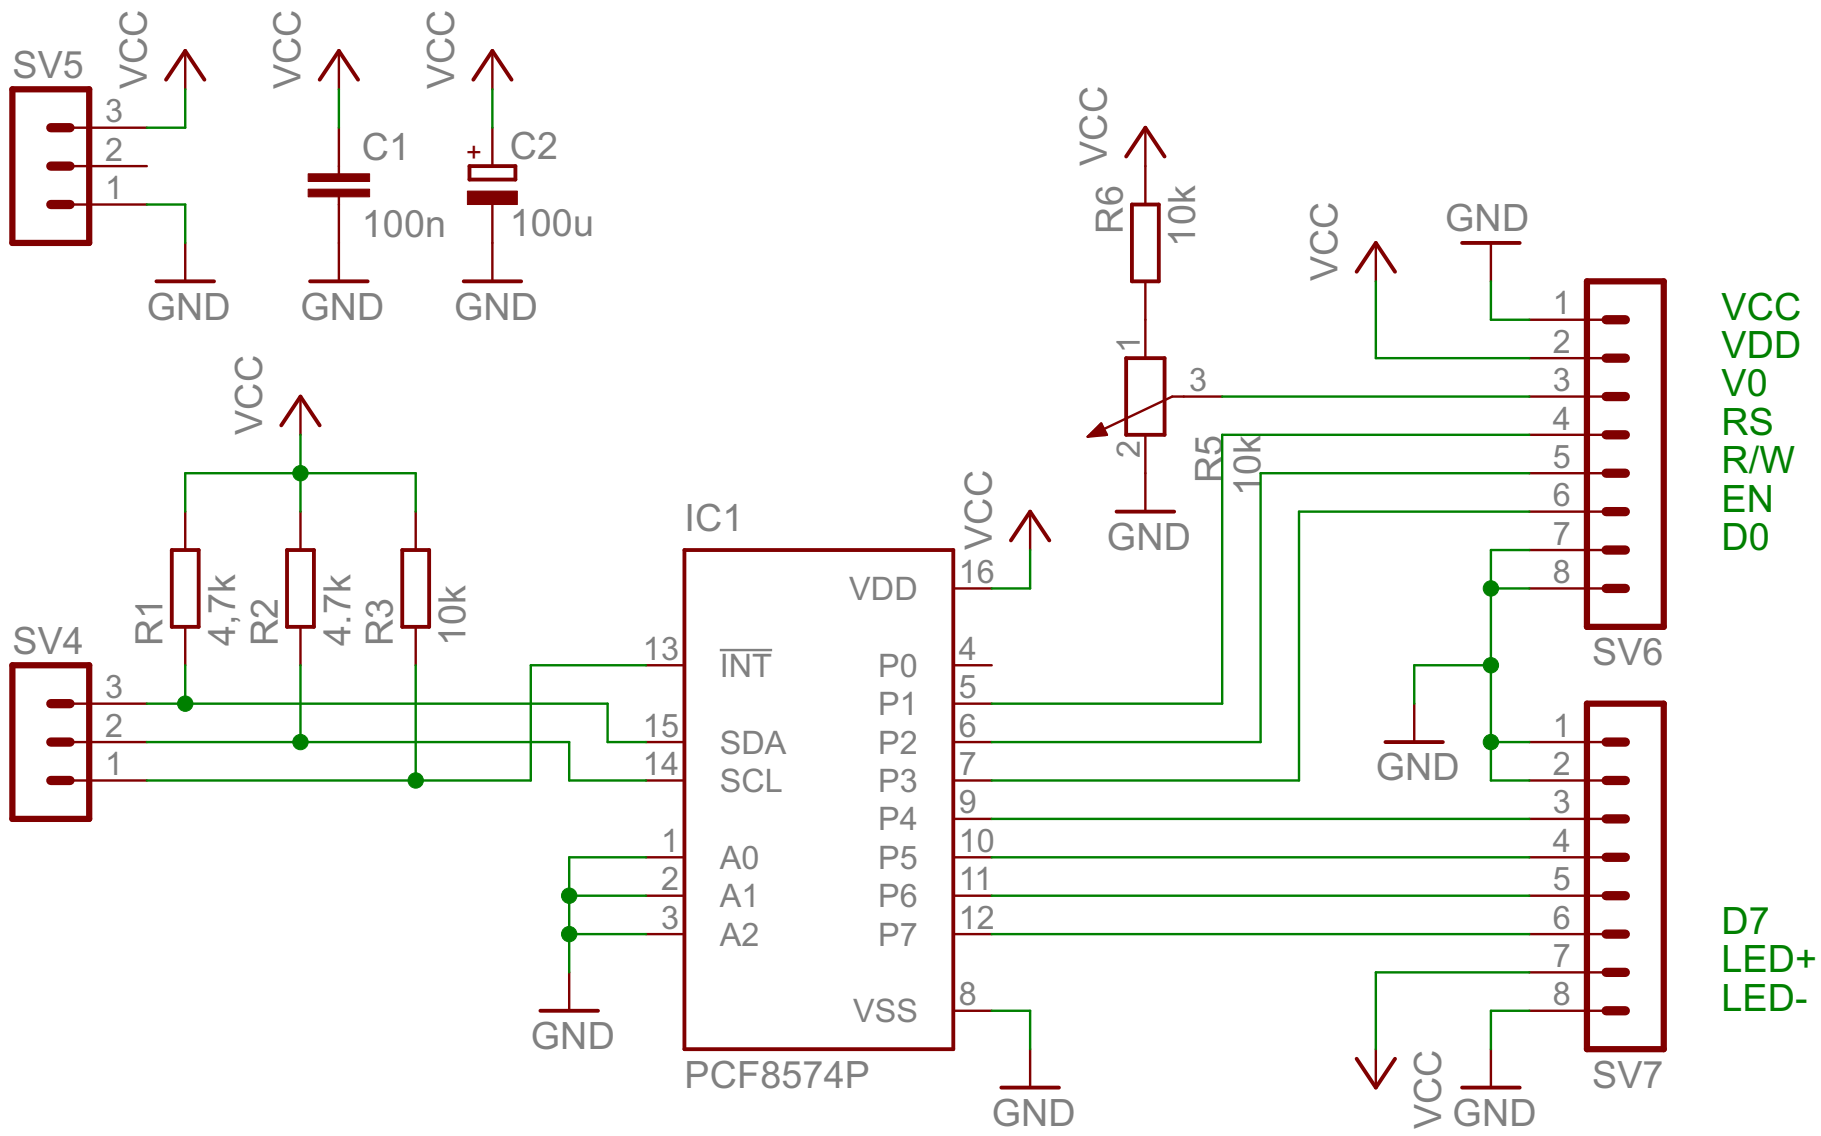 SV5
VCC
3
2
1
GND
VCC
C1
100n
GND
VCC
+
C2
100u
GND
VCC
R6
10k
1
3
2
R5
10k
GND
VCC
GND
1
2
3
4
5
6
7
8
SV6
VCC
VDD
V0
RS
R/W
EN
D0
VCC
R1
4,7k
R2
4.7k
R3
10k
SV4
3
2
1
IC1
VCC
VDD
16
13
INT
P0
4
P1
5
15
SDA
P2
6
14
SCL
P3
7
P4
9
1
A0
P5
10
2
A1
P6
11
3
A2
P7
12
VSS
8
GND
PCF8574P
GND
GND
1
2
3
4
5
6
7
8
D7
LED+
LED-
SV7
VCC
GND